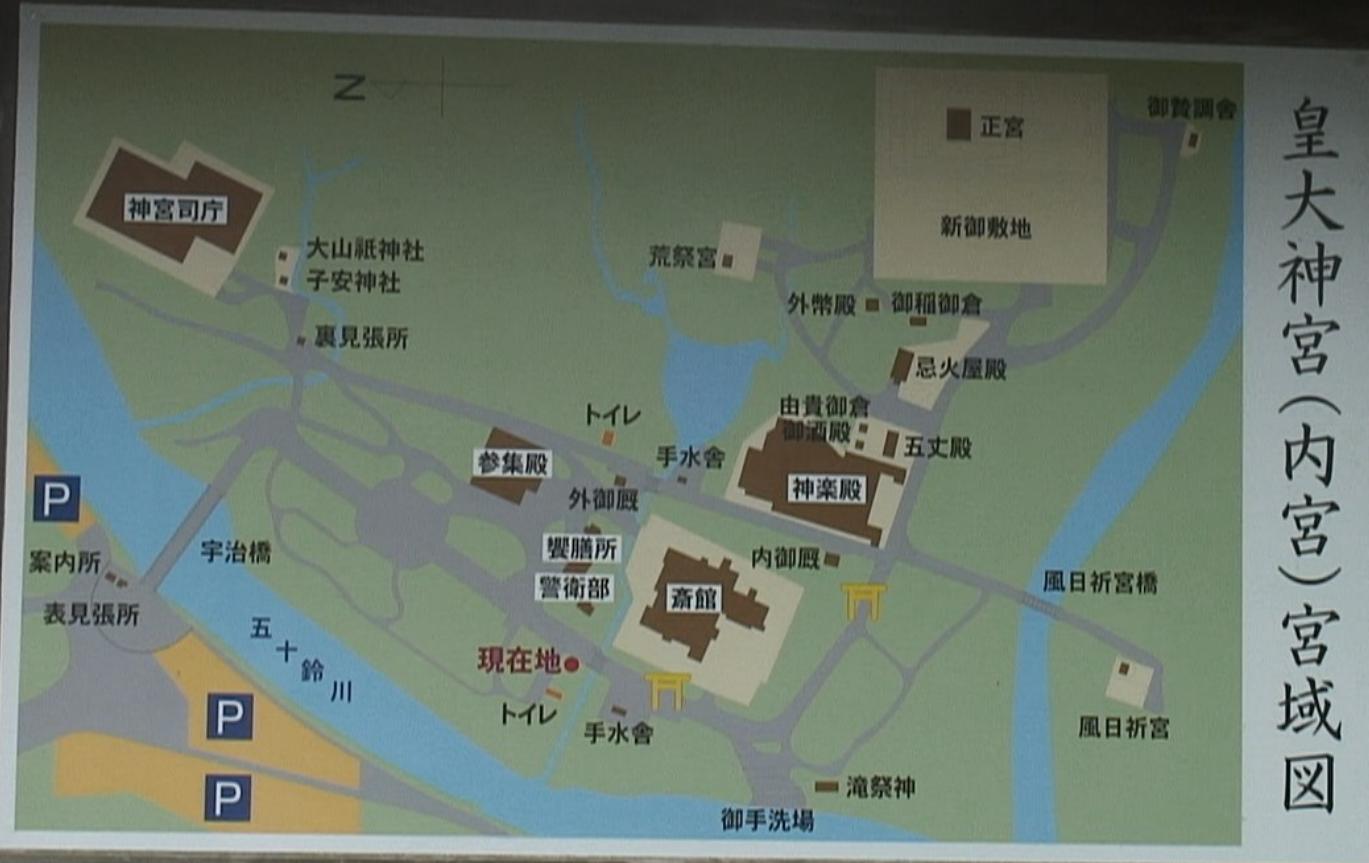 皇大神宮(内宮)宮域図
N
正宮
御贄調舎
新御敷地
神宮司庁
大山祇神社
子安神社
裏見張所
荒祭宮
外幣殿
御稲御倉
忌火屋殿
由貴御倉
御酒殿
五丈殿
神楽殿
トイレ
手水舎
参集殿
外御厩
饗膳所
警衛部
斎館
内御厩
風日祈宮橋
風日祈宮
P
案内所
表見張所
宇治橋
五十鈴川
現在地
トイレ
手水舎
P
P
滝祭神
御手洗場